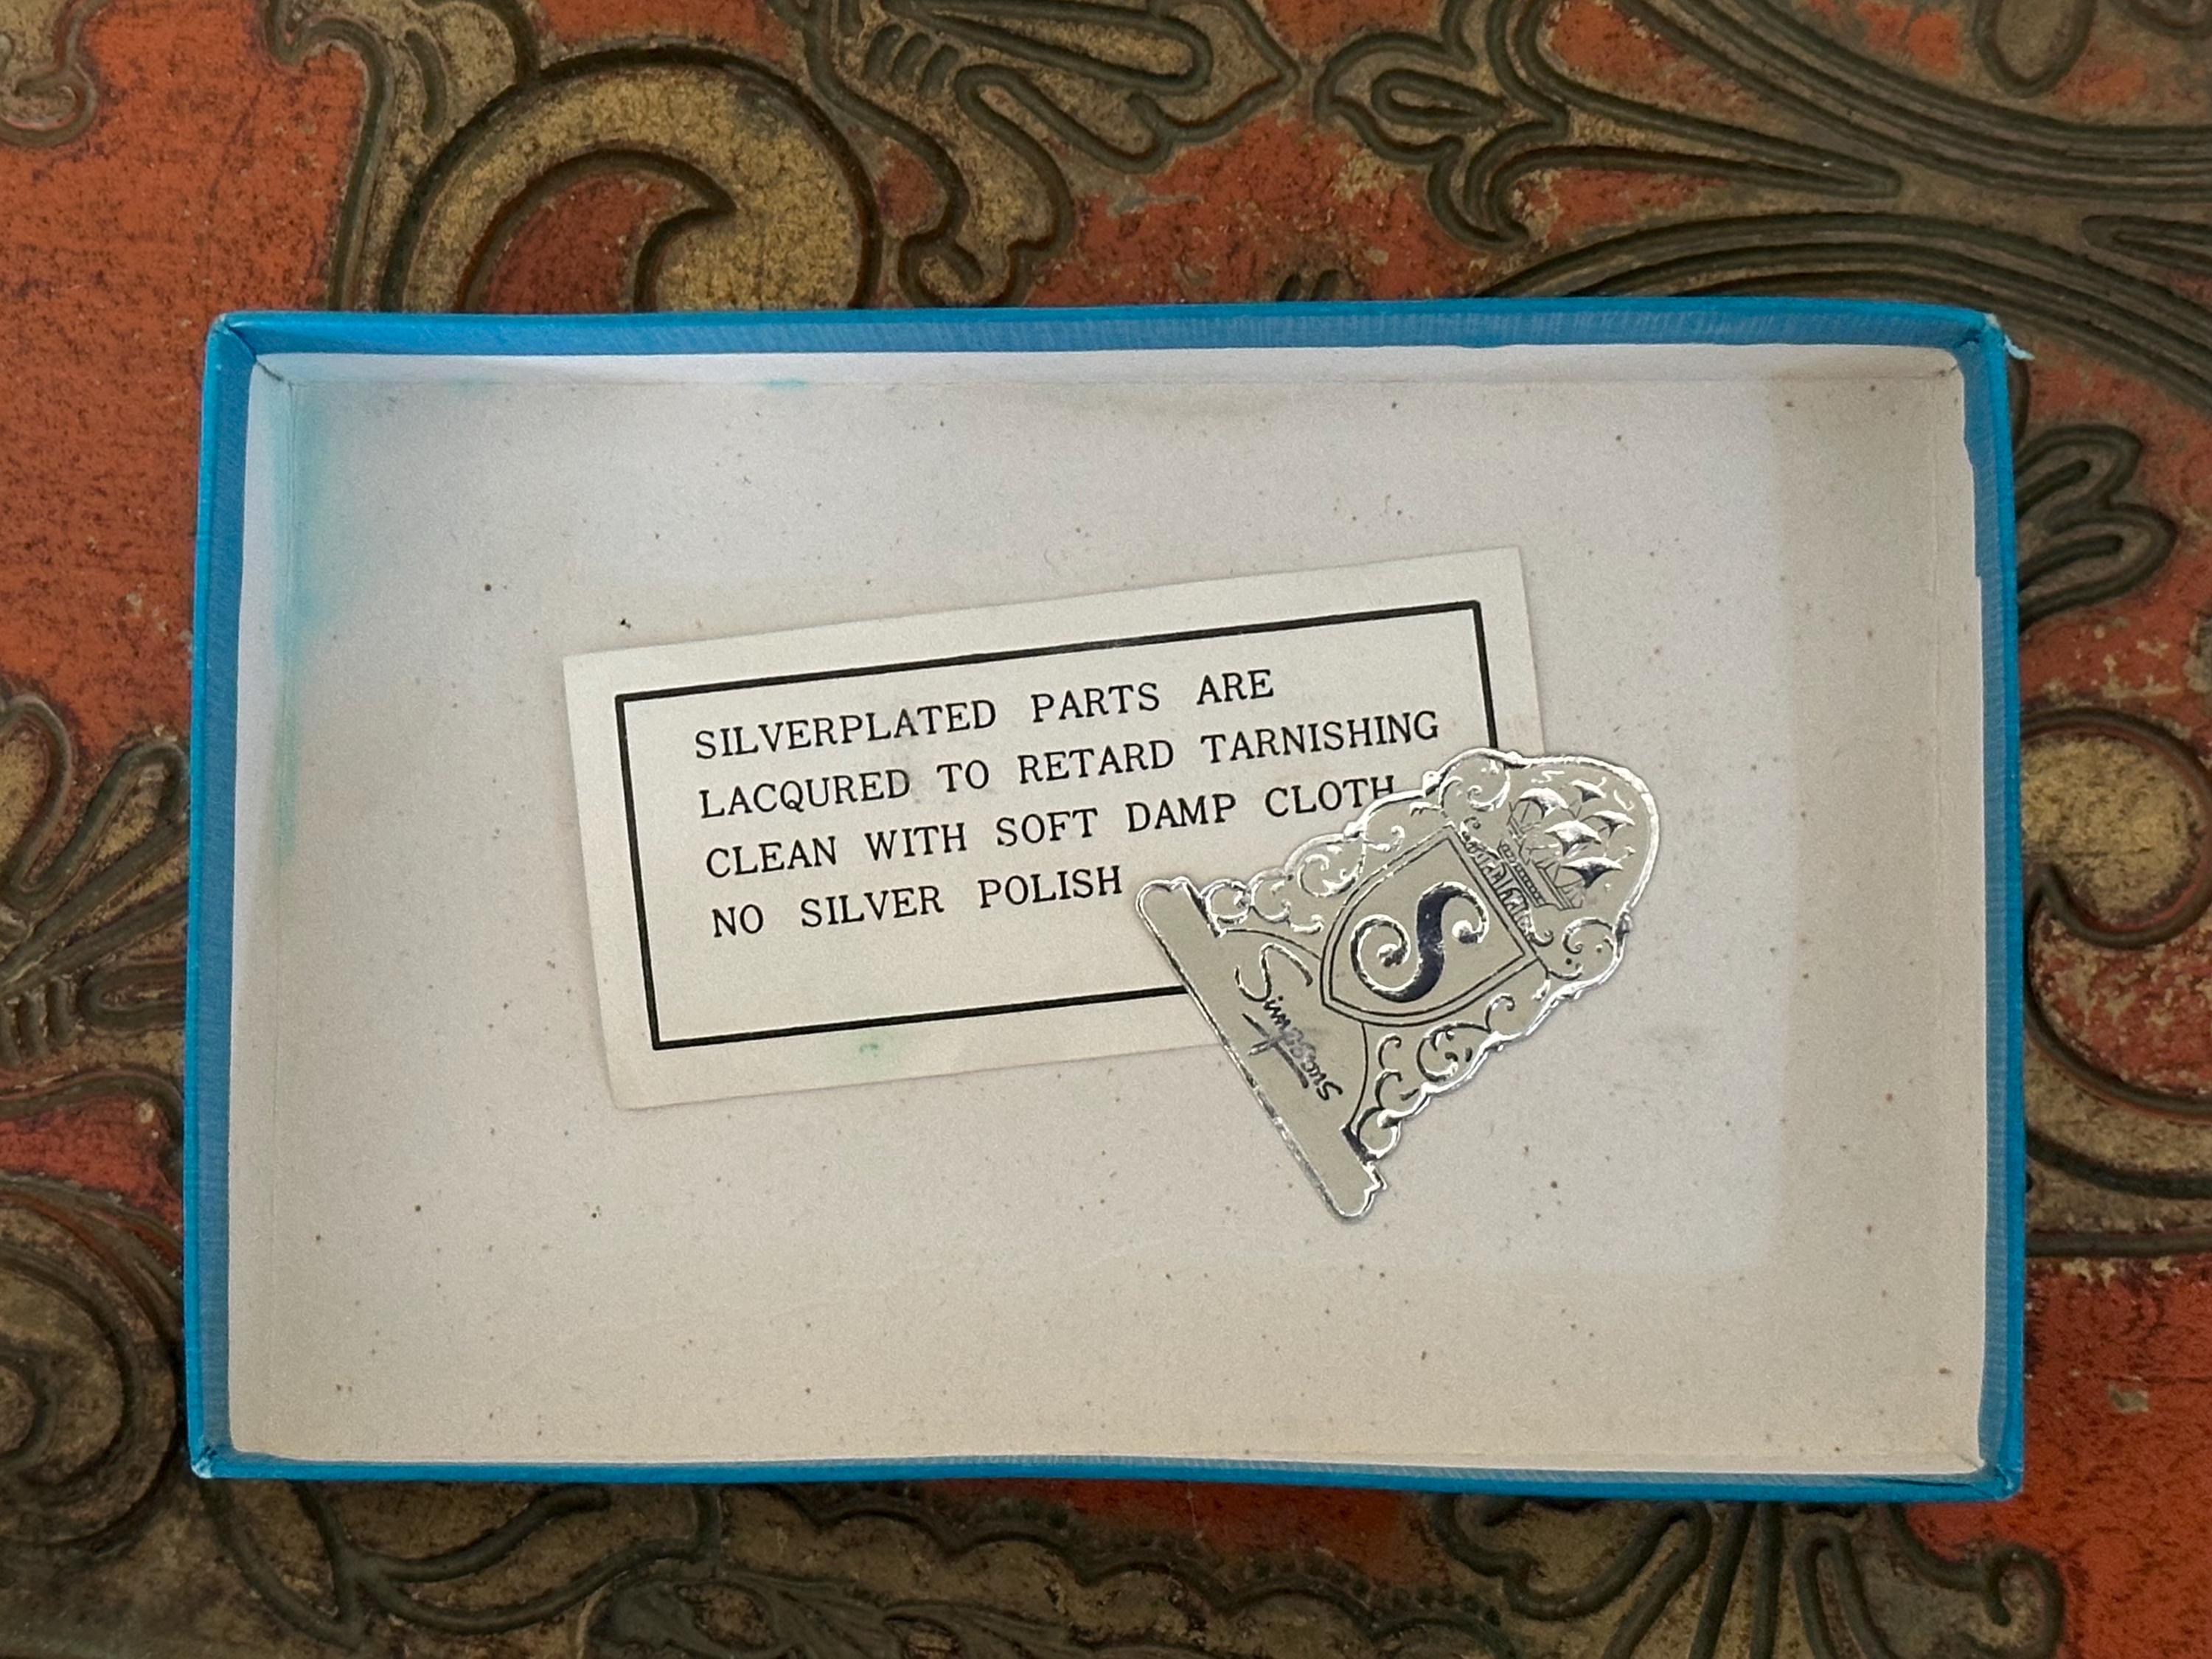 SILVERPLATED PARTS ARE
LACQURED TO RETARD TARNISHING
CLEAN WITH SOFT DAMP CLOTH
NO SILVER POLISH
S
Simpsons